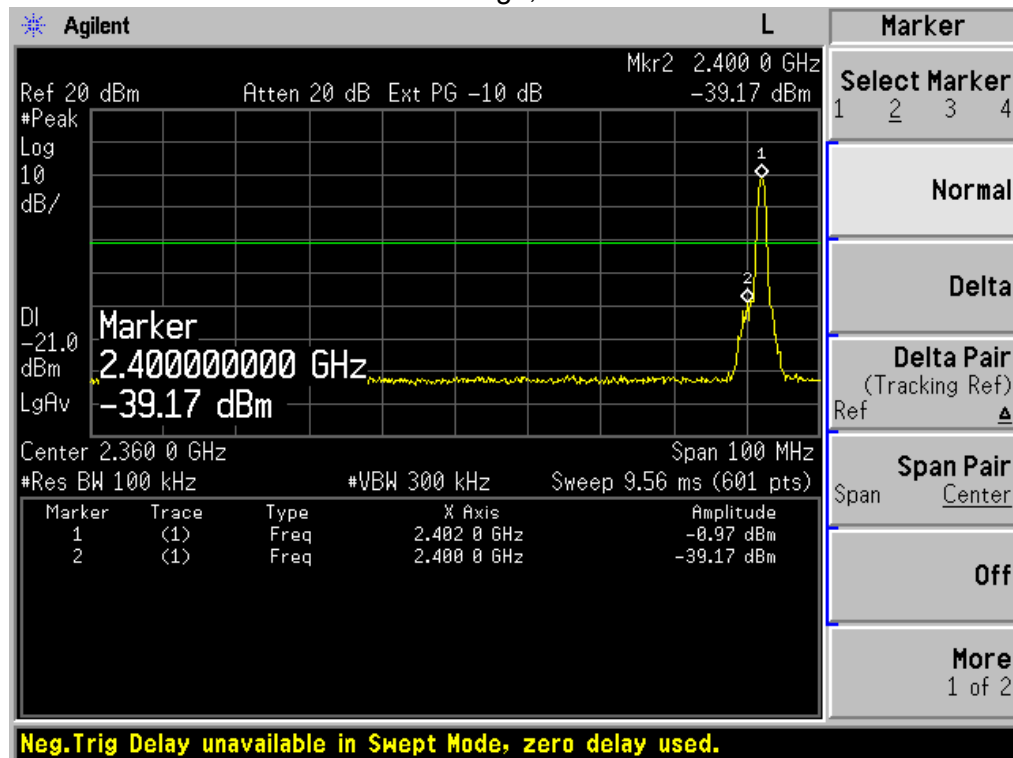 Agilent L Marker
Mkr2 2.400 0 GHz
Ref 20 dBm Atten 20 dB Ext PG -10 dB -39.17 dBm
#Peak
Log
10
dB/
1
2
DI
-21.0
dBm
LgAv
Marker
2.400000000 GHz
-39.17 dBm
Center 2.360 0 GHz Span 100 MHz
#Res BW 100 kHz #VBW 300 kHz Sweep 9.56 ms (601 pts)
Marker Trace Type X Axis Amplitude
1 (1) Freq 2.402 0 GHz -0.97 dBm
2 (1) Freq 2.400 0 GHz -39.17 dBm
Select Marker
1 2 3 4
Normal
Delta
Delta Pair
(Tracking Ref)
Ref Δ
Span Pair
Span Center
Off
More
1 of 2
Neg.Trig Delay unavailable in Swept Mode, zero delay used.